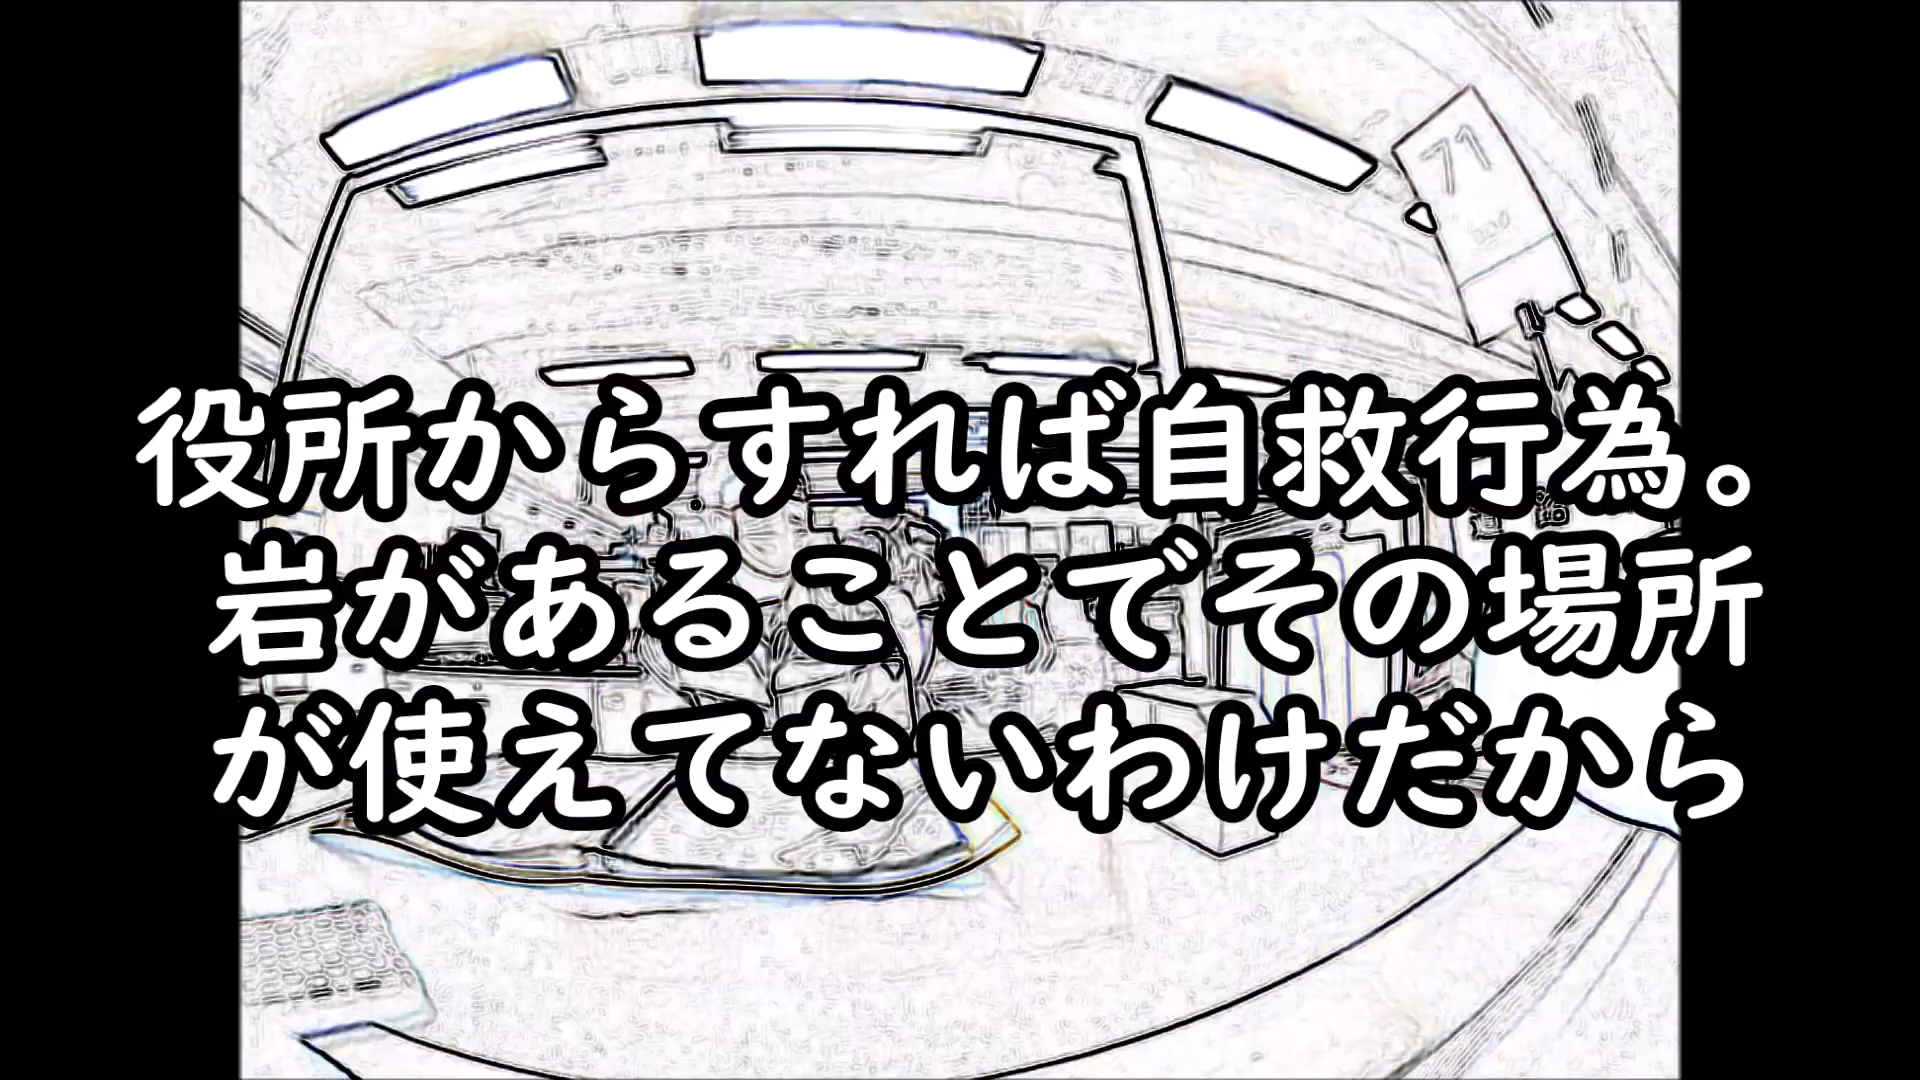 71
役所からすれば自救行為。
岩があることでその場所
が使えてないわけだから